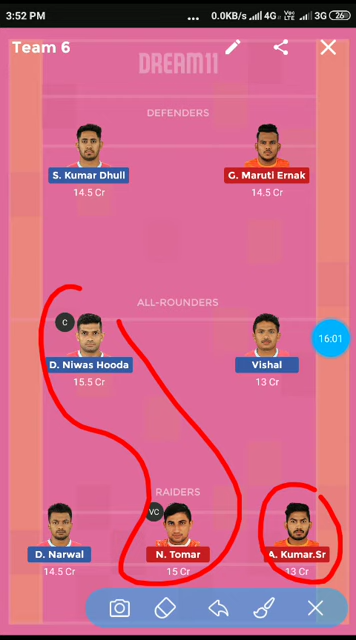 3:52 PM ... 0.0KB/s 4G Vo LTE 3G 26
Team 6
DREAM11
DEFENDERS
S. Kumar Dhull G. Maruti Ernak
14.5 Cr 14.5 Cr
ALL-ROUNDERS
C
16:01
D. Niwas Hooda Vishal
15.5 Cr 13 Cr
RAIDERS
VC
D. Narwal N. Tomar A. Kumar.Sr
14.5 Cr 15 Cr 13 Cr